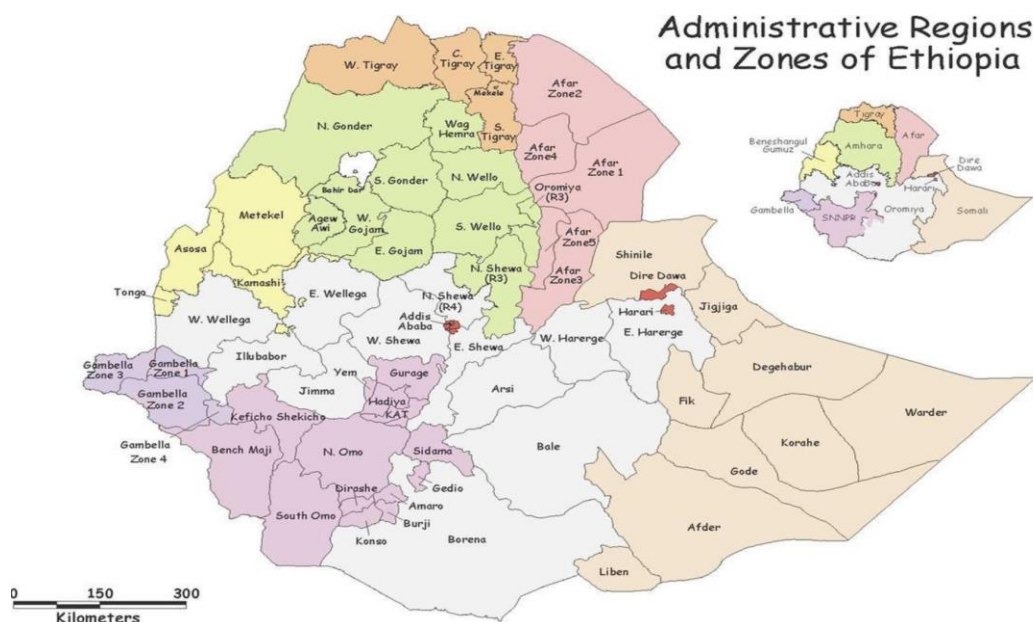 Administrative Regions
and Zones of Ethiopia
W. Tigray
C.
Tigray
E.
Tigray
Mekele
S.
Tigray
Afar
Zone2
N. Gonder
Wag
Hemra
Afar
Zone4
Afar
Zone 1
Bahir Dar
S. Gonder
N. Wello
Oromiya
(R3)
Metekel
Agew
Awi
W.
Gojam
S. Wello
Afar
Zone5
E. Gojam
Asosa
N. Shewa
(R3)
Afar
Zone3
Shinile
Dire Dawa
Tongo
Kamashi
E. Wellega
N. Shewa
(R4)
Jigjiga
W. Wellega
Addis
Ababa
Harari
W. Shewa
E. Shewa
W. Harerge
E. Harerge
Illubabor
Gambella
Zone 3
Gambella
Zone 1
Yem
Gurage
Degehabur
Jimma
Arsi
Gambella
Zone 2
Hadiya
KAT
Fik
Keficho Shekicho
Warder
Gambella
Zone 4
Bench Maji
N. Omo
Sidama
Bale
Korahe
Gode
Gedio
Dirashe
Amaro
South Omo
Burji
Konso
Borena
Afder
Liben
Tigray
Beneshangul
Gumuz
Amhara
Afar
Addis
Ababa
Dire
Dawa
Harari
Gambella
SNNPR
Oromiya
Somali
0 150 300
Kilometers